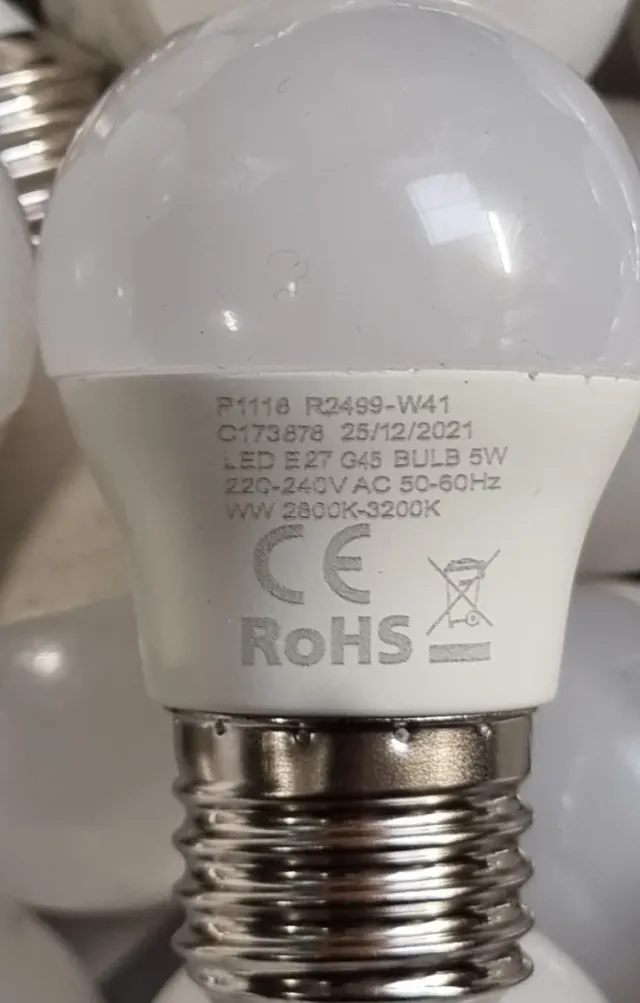 P1118 R2499-W41
C173878 25/12/2021
LED E27 G45 BULB 5W
220-240V AC 50-60Hz
WW 2800K-3200K
CE
RoHS